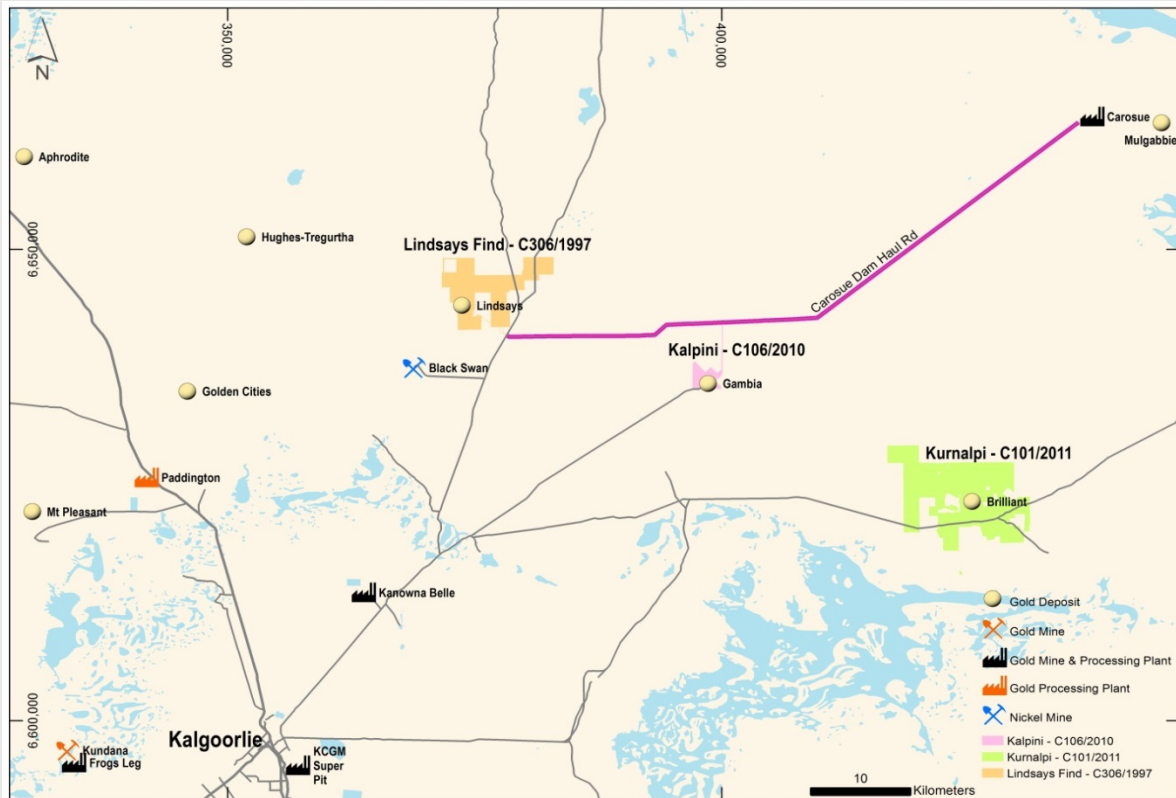 350,000
400,000
N
Carosue
Mulgabbie
Aphrodite
Hughes-Tregurtha
6,650,000
Lindsays Find - C306/1997
Carosue Dam Haul Rd
Lindsays
Kalpini - C106/2010
Black Swan
Gambia
Golden Cities
Kurnalpi - C101/2011
Paddington
Brilliant
Mt Pleasant
Kanowna Belle
6,600,000
Kalgoorlie
Kundana
Frogs Leg
KCGM
Super
Pit
Gold Deposit
Gold Mine
Gold Mine & Processing Plant
Gold Processing Plant
Nickel Mine
Kalpini - C106/2010
Kurnalpi - C101/2011
Lindsays Find - C306/1997
10
Kilometers